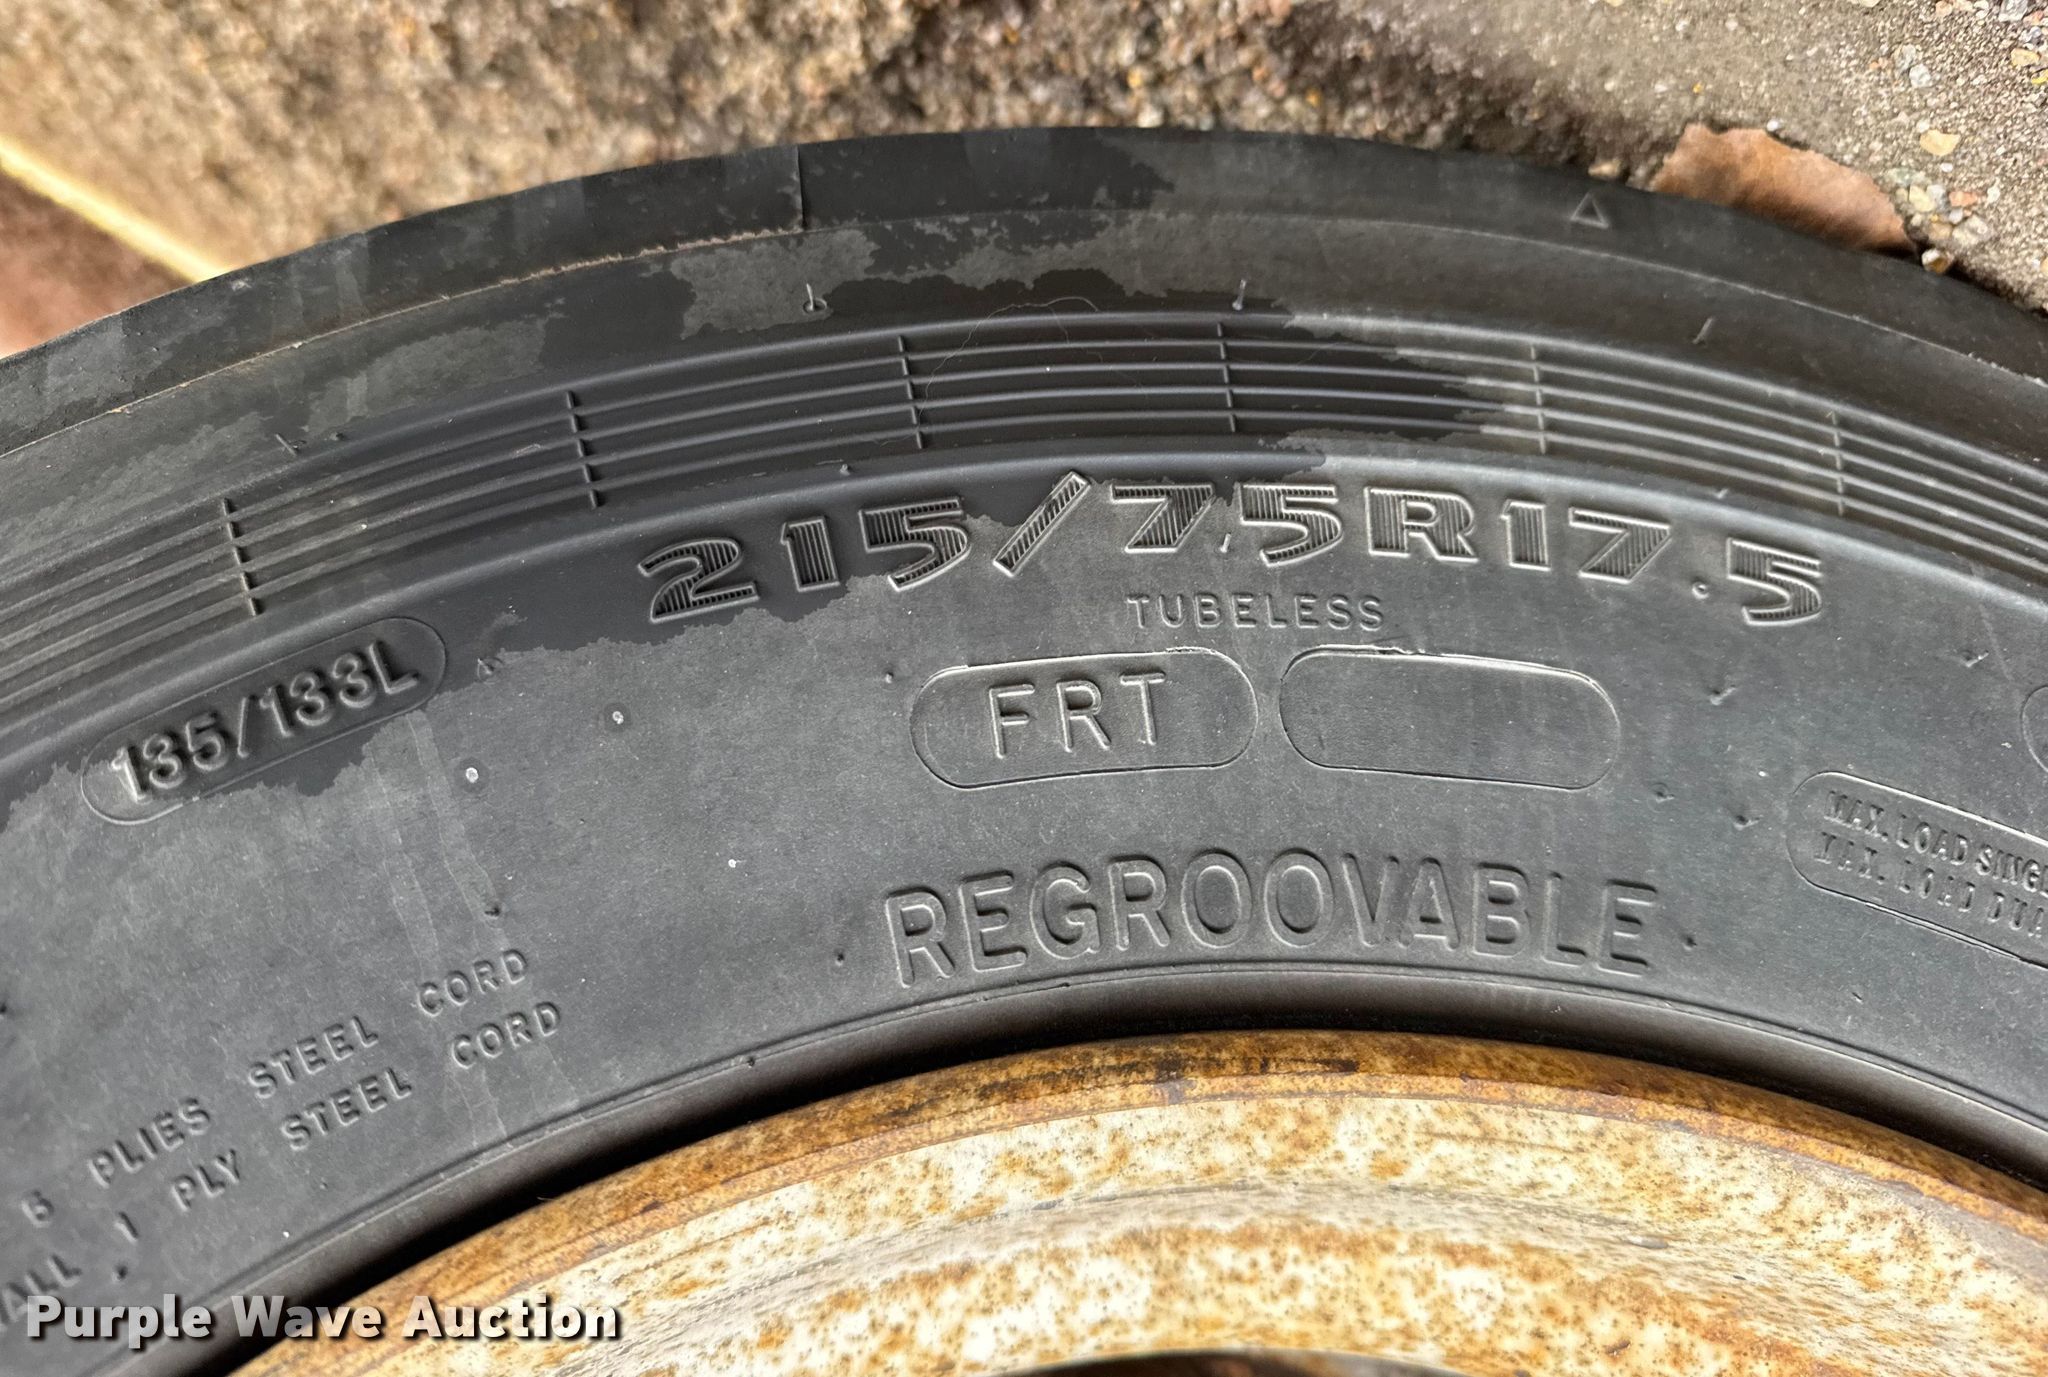 215/75R17.5
TUBELESS
135/133L
FRT
MAX. LOAD SINGL
MAX. LOAD DUA
REGROOVABLE
6 PLIES STEEL CORD
ALL 1 PLY STEEL CORD
Purple Wave Auction